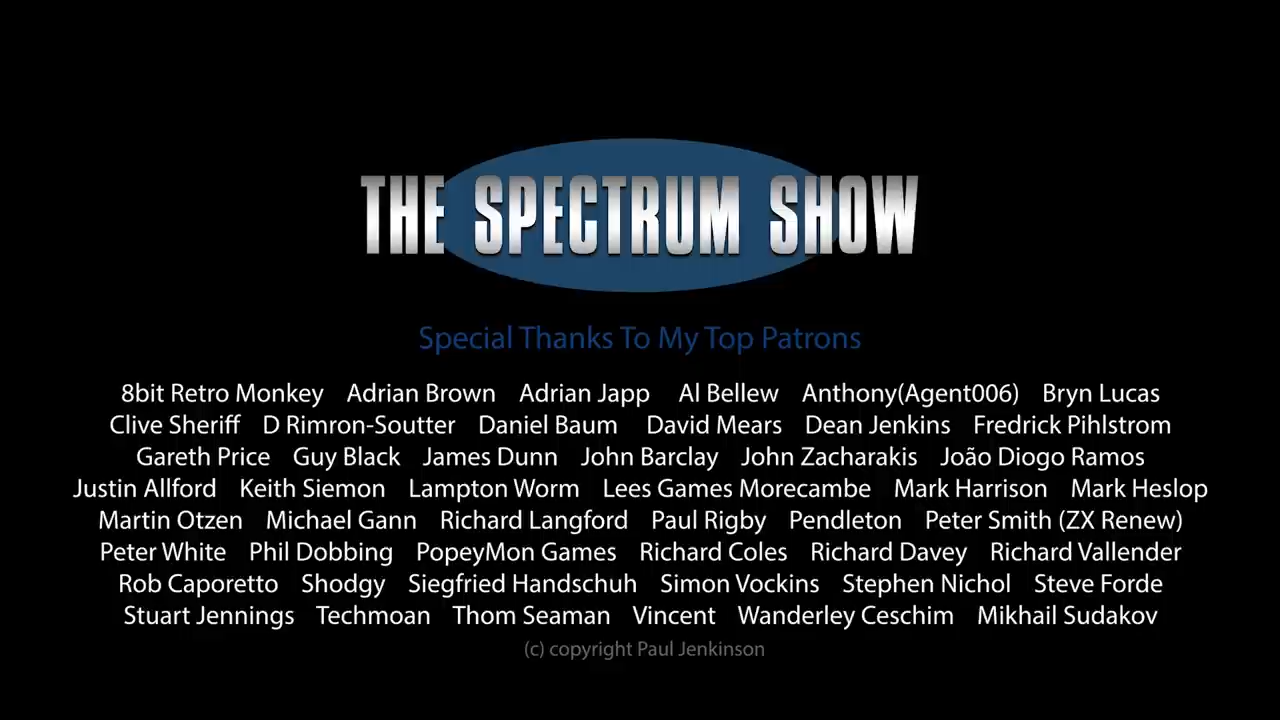 THE SPECTRUM SHOW
Special Thanks To My Top Patrons
8bit Retro Monkey Adrian Brown Adrian Japp Al Bellew Anthony(Agent006) Bryn Lucas
Clive Sheriff D Rimron-Soutter Daniel Baum David Mears Dean Jenkins Fredrick Pihlstrom
Gareth Price Guy Black James Dunn John Barclay John Zacharakis João Diogo Ramos
Justin Allford Keith Siemon Lampton Worm Lees Games Morecambe Mark Harrison Mark Heslop
Martin Otzen Michael Gann Richard Langford Paul Rigby Pendleton Peter Smith (ZX Renew)
Peter White Phil Dobbing PopeyMon Games Richard Coles Richard Davey Richard Vallender
Rob Caporetto Shodgy Siegfried Handschuh Simon Vockins Stephen Nichol Steve Forde
Stuart Jennings Techmoan Thom Seaman Vincent Wanderley Ceschim Mikhail Sudakov
(c) copyright Paul Jenkinson